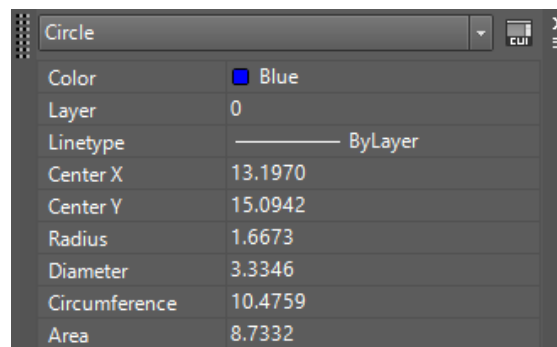 Circle
CUI
Color Blue
Layer 0
Linetype ByLayer
Center X 13.1970
Center Y 15.0942
Radius 1.6673
Diameter 3.3346
Circumference 10.4759
Area 8.7332